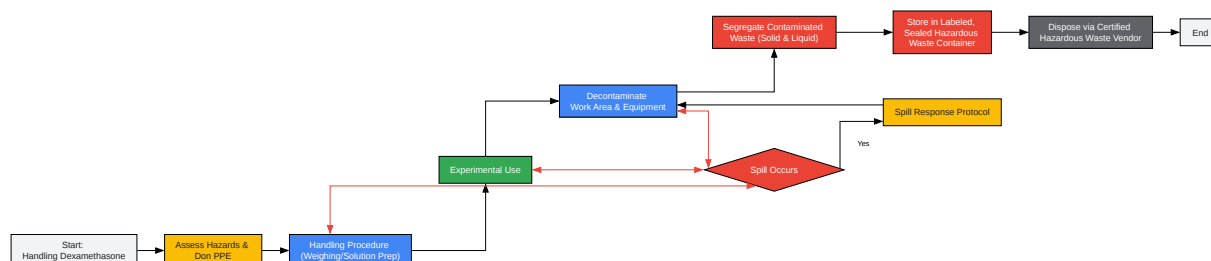 Segregate Contaminated
Waste (Solid & Liquid)
Store in Labeled,
Sealed Hazardous
Waste Container
Dispose via Certified
Hazardous Waste Vendor
End
Decontaminate
Work Area & Equipment
Spill Response Protocol
Yes
Experimental Use
Spill Occurs
Start:
Handling Dexamethasone
Assess Hazards &
Don PPE
Handling Procedure
(Weighing/Solution Prep)